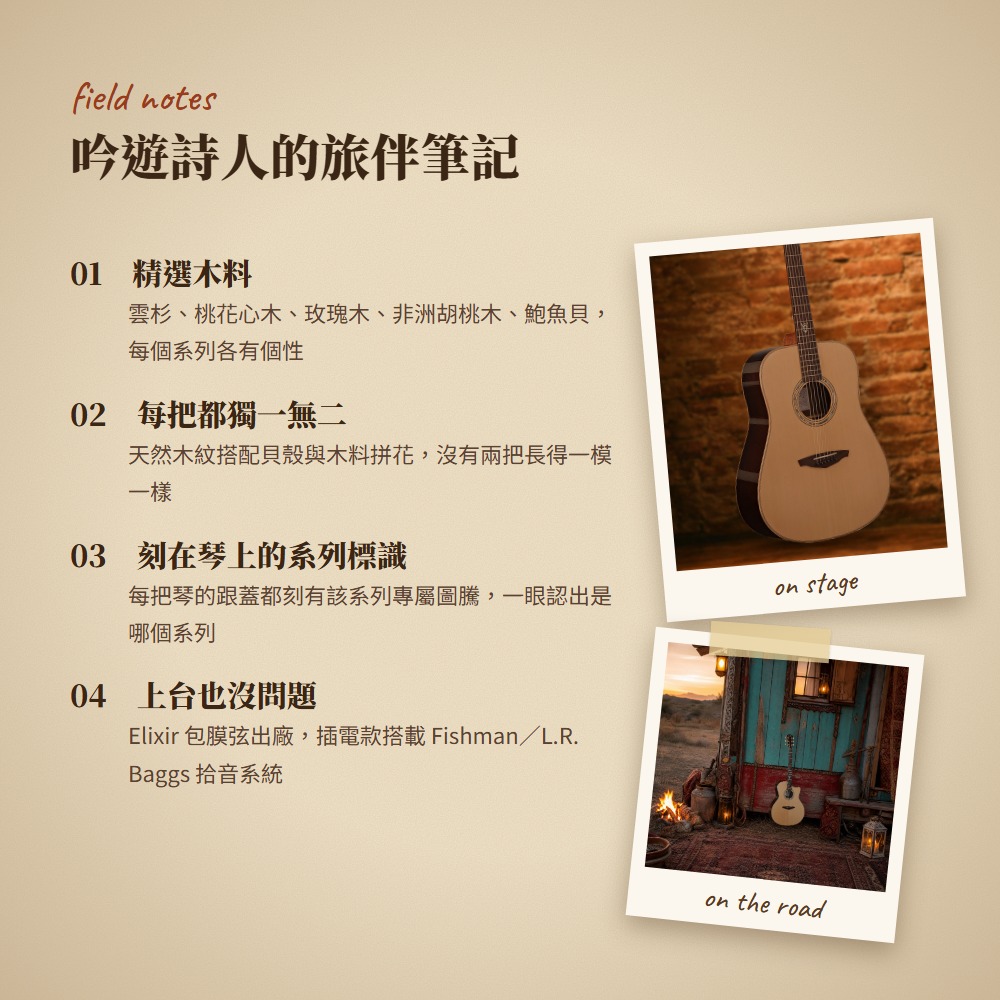 field notes
吟遊詩人的旅伴筆記
01 精選木料
雲杉、桃花心木、玫瑰木、非洲胡桃木、鮑魚貝，
每個系列各有個性
02 每把都獨一無二
天然木紋搭配貝殼與木料拼花，沒有兩把長得一模
一樣
03 刻在琴上的系列標識
每把琴的跟蓋都刻有該系列專屬圖騰，一眼認出是
哪個系列
04 上台也沒問題
Elixir 包膜弦出廠，插電款搭載 Fishman／L.R.
Baggs 拾音系統
on stage
on the road